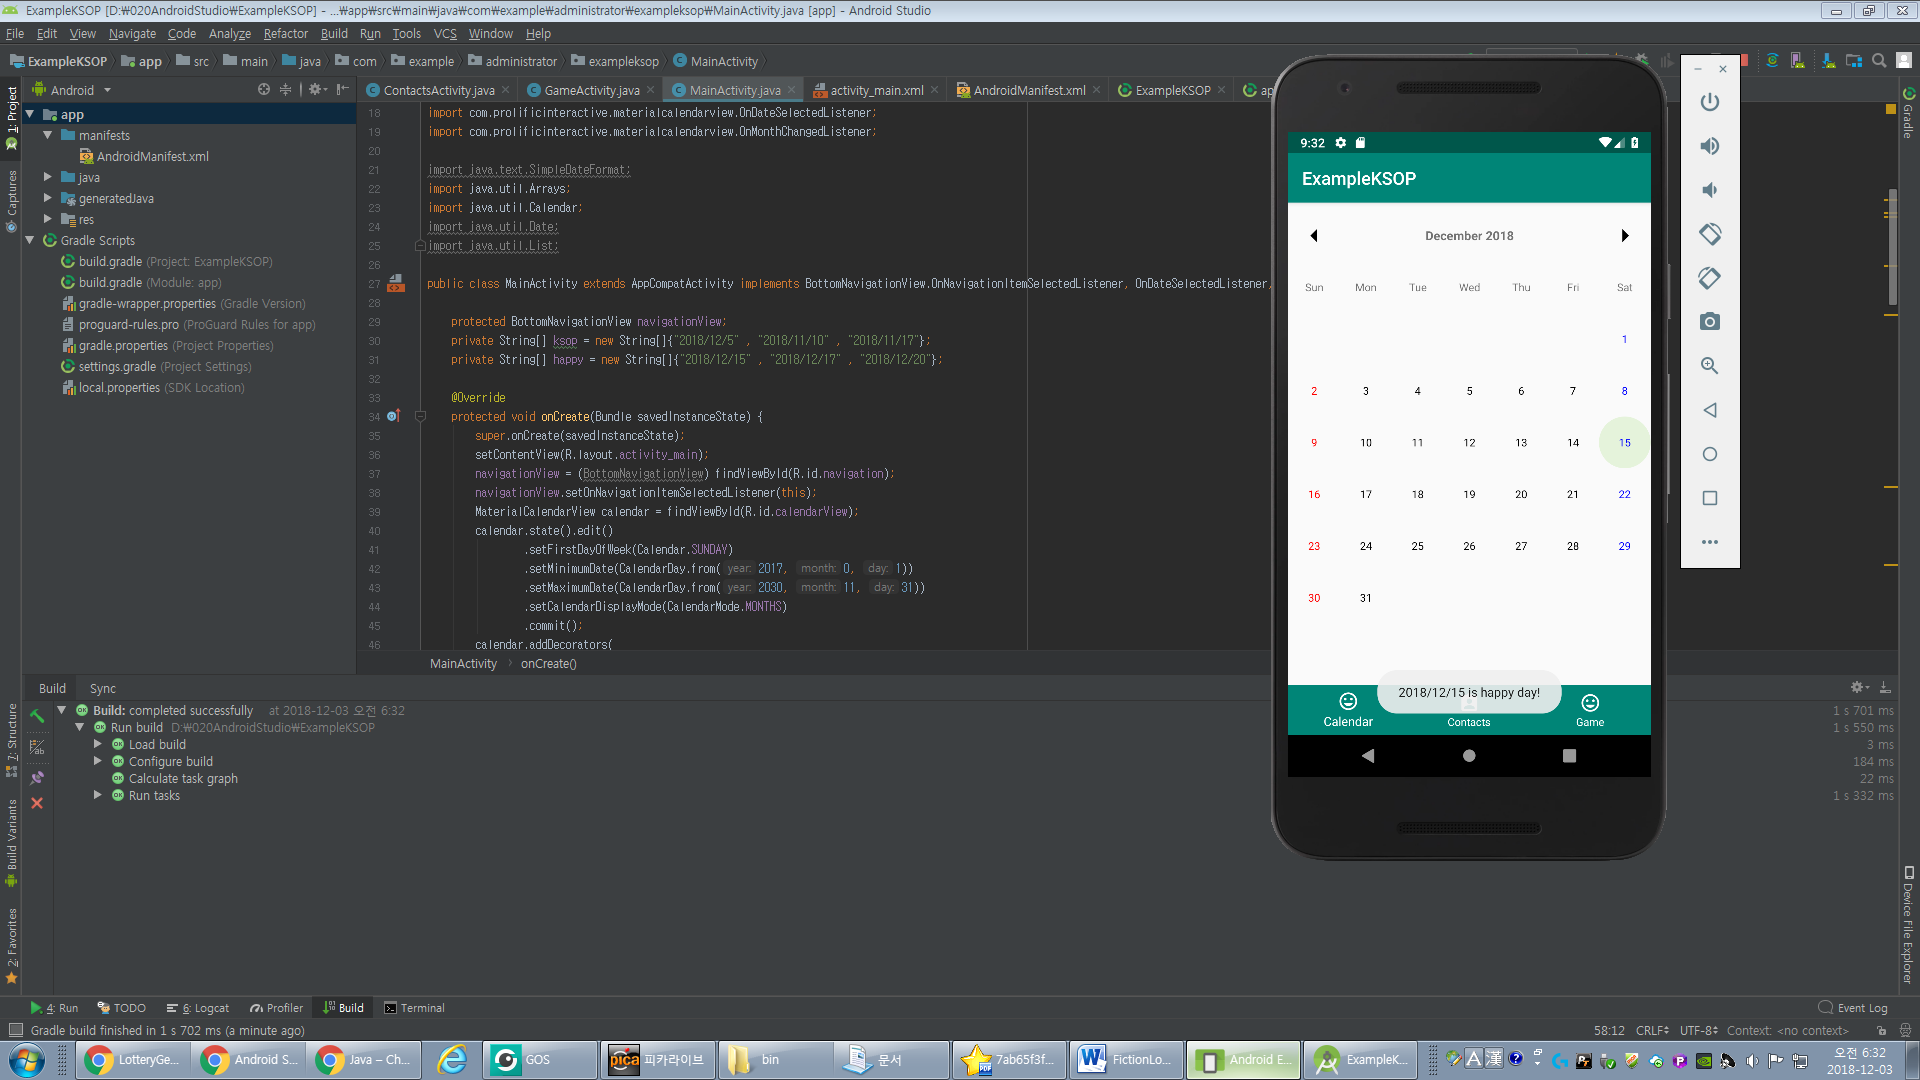 ExampleKSOP [D:₩020AndroidStudio₩ExampleKSOP] - ...₩app₩src₩main₩java₩com₩example₩administrator₩exampleksop₩MainActivity.java [app] - Android Studio
File Edit View Navigate Code Analyze Refactor Build Run Tools VCS Window Help
ExampleKSOP app src main java com example administrator exampleksop MainActivity
Android
ContactsActivity.java GameActivity.java MainActivity.java activity_main.xml AndroidManifest.xml ExampleKSOP
1: Project
Captures
7: Structure
Build Variants
2: Favorites
app
manifests
AndroidManifest.xml
java
generatedJava
res
Gradle Scripts
build.gradle (Project: ExampleKSOP)
build.gradle (Module: app)
gradle-wrapper.properties (Gradle Version)
proguard-rules.pro (ProGuard Rules for app)
gradle.properties (Project Properties)
settings.gradle (Project Settings)
local.properties (SDK Location)
18 import com.prolificinteractive.materialcalendarview.OnDateSelectedListener;
19 import com.prolificinteractive.materialcalendarview.OnMonthChangedListener;
20
21 import java.text.SimpleDateFormat;
22 import java.util.Arrays;
23 import java.util.Calendar;
24 import java.util.Date;
25 import java.util.List;
26
27 public class MainActivity extends AppCompatActivity implements BottomNavigationView.OnNavigationItemSelectedListener, OnDateSelectedListener,
28
29 protected BottomNavigationView navigationView;
30 private String[] ksop = new String[]{"2018/12/5" , "2018/11/10" , "2018/11/17"};
31 private String[] happy = new String[]{"2018/12/15" , "2018/12/17" , "2018/12/20"};
32
33 @Override
34 protected void onCreate(Bundle savedInstanceState) {
35 super.onCreate(savedInstanceState);
36 setContentView(R.layout.activity_main);
37 navigationView = (BottomNavigationView) findViewById(R.id.navigation);
38 navigationView.setOnNavigationItemSelectedListener(this);
39 MaterialCalendarView calendar = findViewById(R.id.calendarView);
40 calendar.state().edit()
41 .setFirstDayOfWeek(Calendar.SUNDAY)
42 .setMinimumDate(CalendarDay.from( year: 2017, month: 0, day: 1))
43 .setMaximumDate(CalendarDay.from( year: 2030, month: 11, day: 31))
44 .setCalendarDisplayMode(CalendarMode.MONTHS)
45 .commit();
46 calendar.addDecorators(
MainActivity > onCreate()
9:32
ExampleKSOP
December 2018
Sun Mon Tue Wed Thu Fri Sat
1
2 3 4 5 6 7 8
9 10 11 12 13 14 15
16 17 18 19 20 21 22
23 24 25 26 27 28 29
30 31
2018/12/15 is happy day!
Calendar Contacts Game
Gradle
Device File Explorer
Build Sync
Build: completed successfully at 2018-12-03 오전 6:32 1 s 701 ms
Run build D:₩020AndroidStudio₩ExampleKSOP 1 s 550 ms
Load build 3 ms
Configure build 184 ms
Calculate task graph 22 ms
Run tasks 1 s 332 ms
4: Run TODO 6: Logcat Profiler Build Terminal Event Log
Gradle build finished in 1 s 702 ms (a minute ago) 58:12 CRLF UTF-8 Context: <no context>
LotteryGe... Android S... Java – Ch... GOS pica 피카라이브 bin 문서 7ab65f3f... FictionLo... Android E... ExampleK... A 漢 오전 6:32
2018-12-03